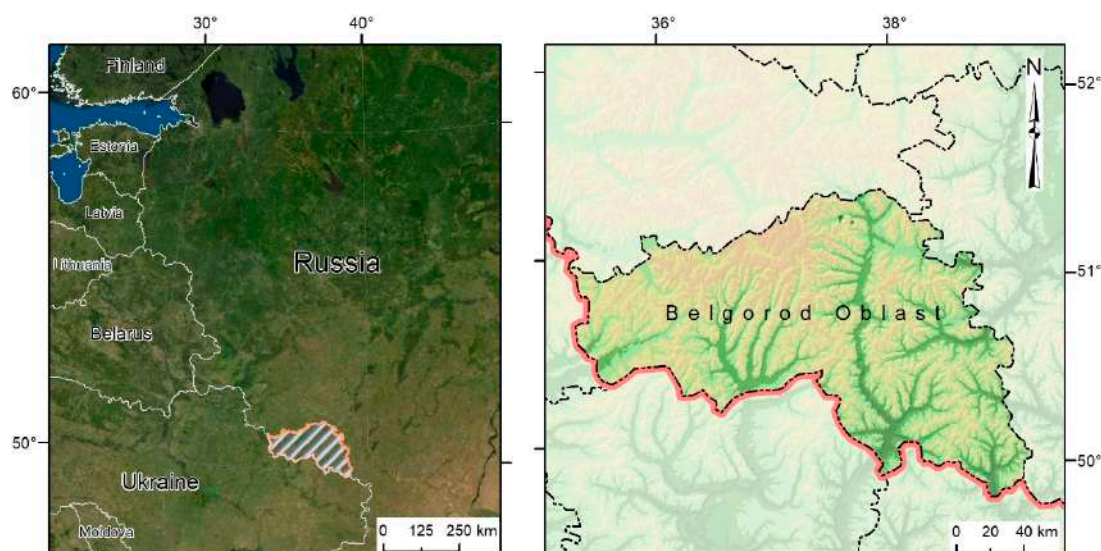 30°
40°
60°
50°
Finland
Estonia
Latvia
Lithuania
Russia
Belarus
Ukraine
Moldova
0 125 250 km
36°
38°
52°
51°
50°
N
Belgorod Oblast
0 20 40 km